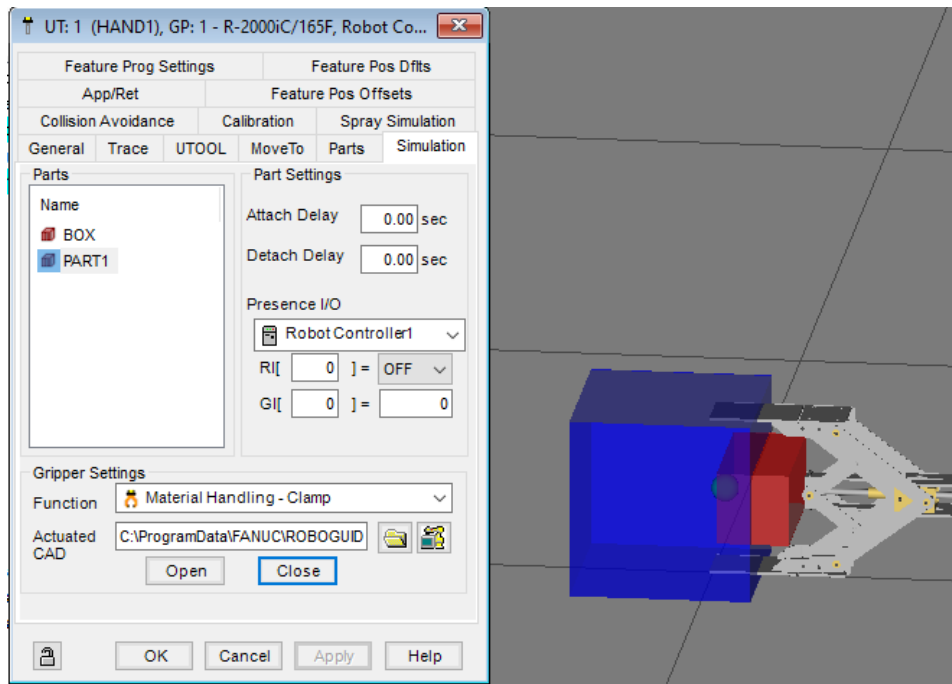 UT: 1 (HAND1), GP: 1 - R-2000iC/165F, Robot Co...
Feature Prog Settings Feature Pos Dflts
App/Ret Feature Pos Offsets
Collision Avoidance Calibration Spray Simulation
General Trace UTOOL MoveTo Parts Simulation
Parts
Name
BOX
PART1
Part Settings
Attach Delay 0.00 sec
Detach Delay 0.00 sec
Presence I/O
Robot Controller1
RI[ 0 ] = OFF
GI[ 0 ] = 0
Gripper Settings
Function Material Handling - Clamp
Actuated CAD C:\ProgramData\FANUC\ROBOGUID
Open Close
OK Cancel Apply Help